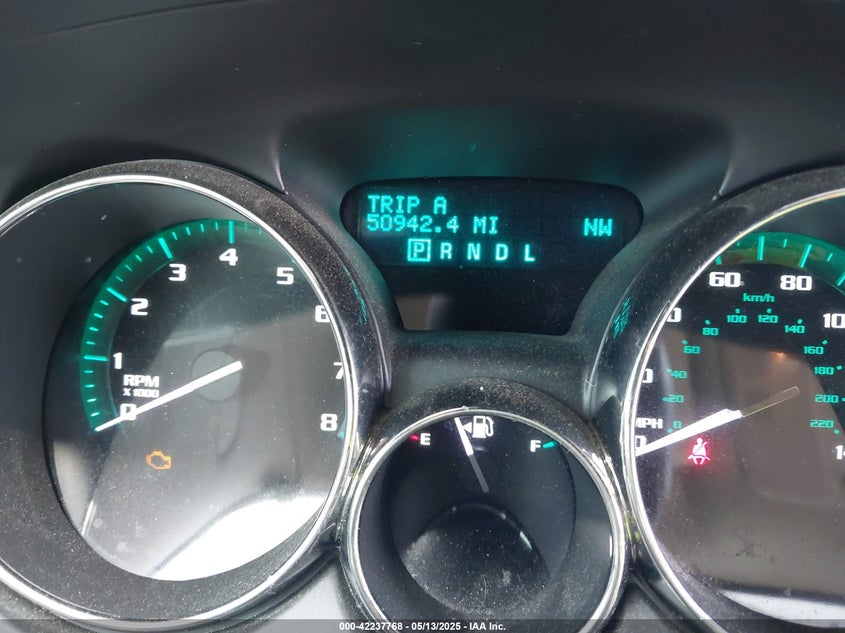 TRIP A
50942.4 MI NW
P R N D L
0 1 2 3 4 5 6 7 8
RPM
X 1000
E F
60 80
km/h
0 20 40 60 80 100 120 140 160 180 200 220
MPH
000-42237768 - 05/13/2025 - IAA Inc.